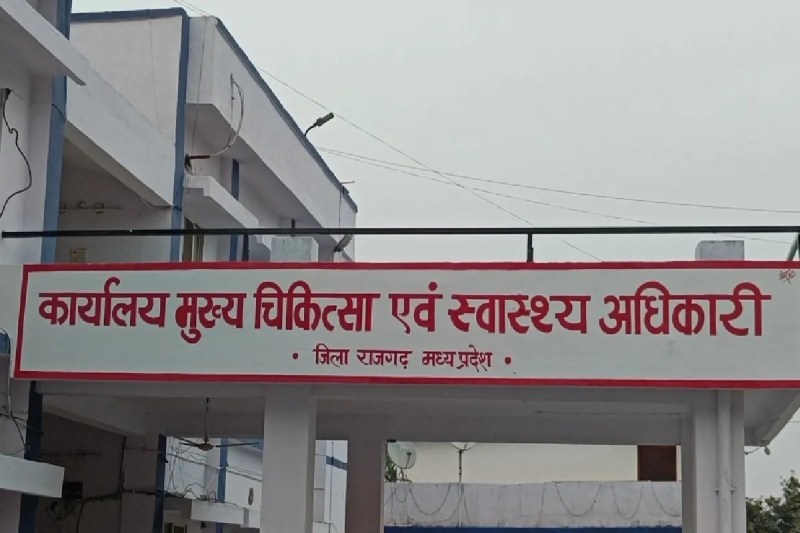 कार्यालय मुख्य चिकित्सा एवं स्वास्थ्य अधिकारी
• जिला राजगढ़ मध्य प्रदेश •